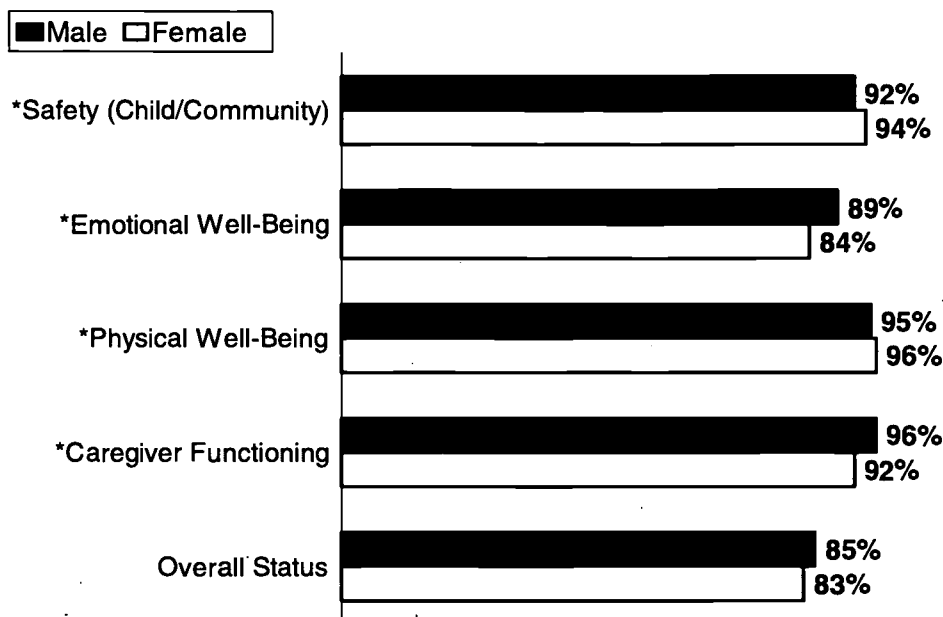 Male Female
*Safety (Child/Community)
92%
94%
*Emotional Well-Being
89%
84%
*Physical Well-Being
95%
96%
*Caregiver Functioning
96%
92%
Overall Status
85%
83%